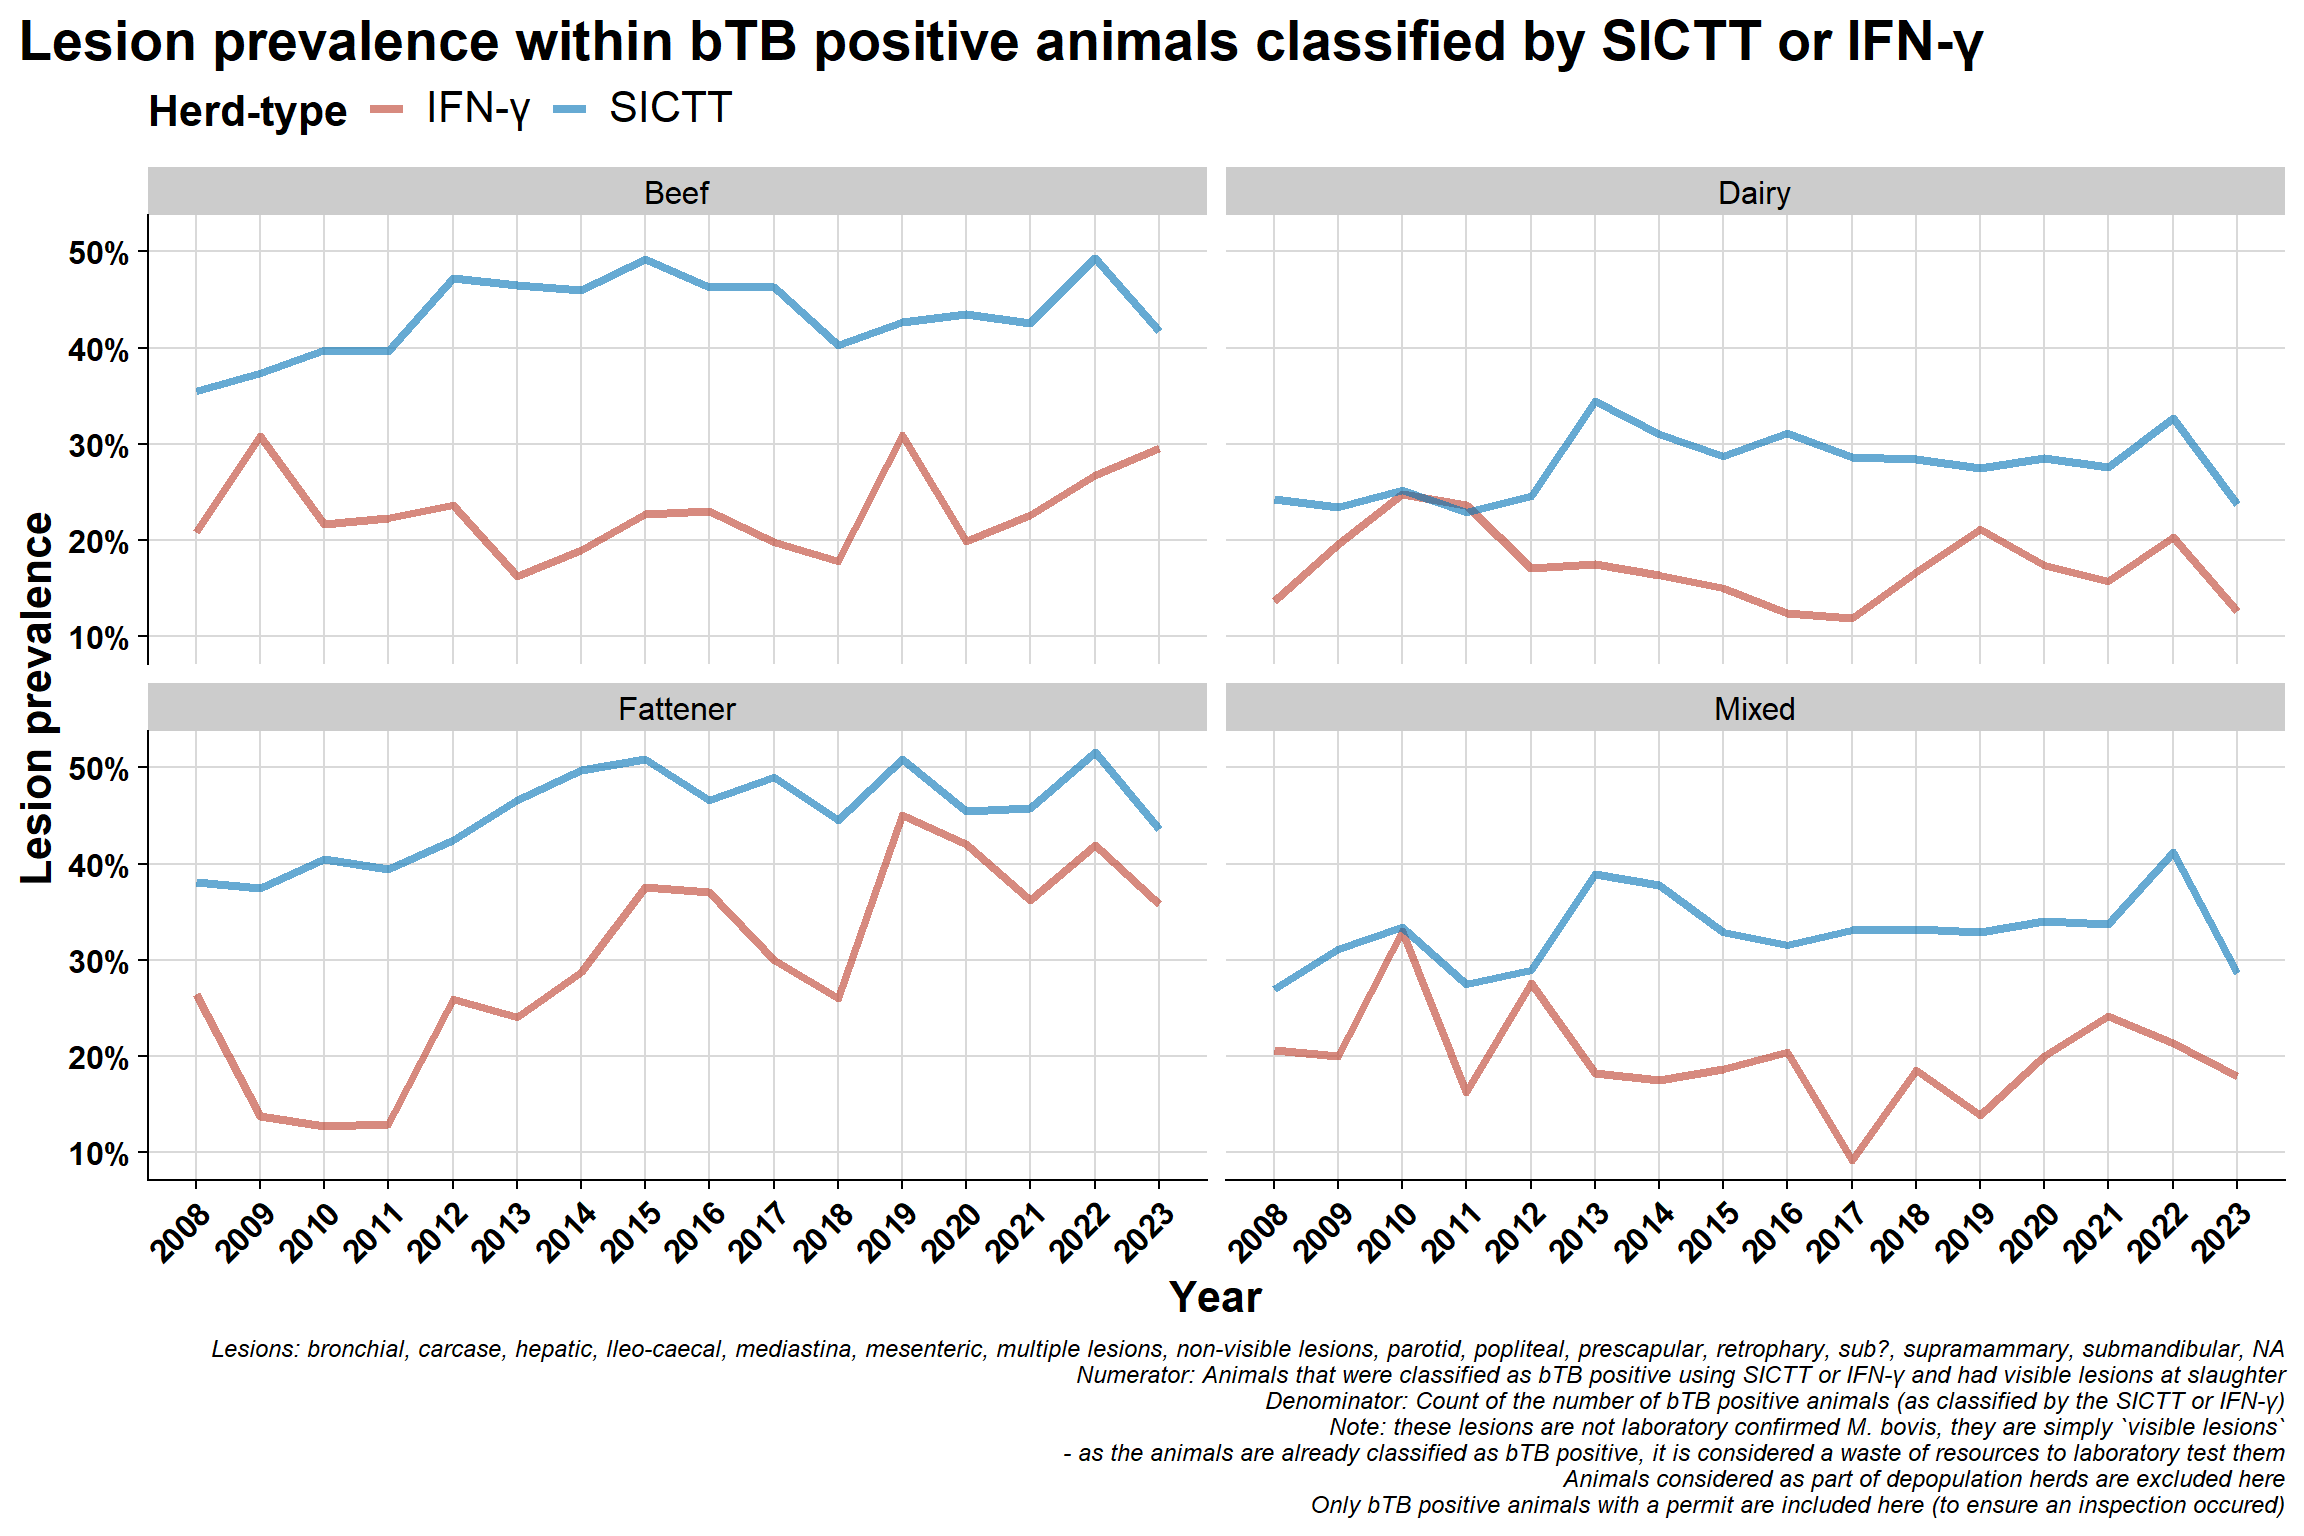 Lesion prevalence within bTB positive animals classified by SICTT or IFN-γ
Herd-type IFN-γ SICTT
Beef
Dairy
50%
40%
30%
20%
10%
Fattener
Mixed
50%
40%
30%
20%
10%
Lesion prevalence
2008 2009 2010 2011 2012 2013 2014 2015 2016 2017 2018 2019 2020 2021 2022 2023
2008 2009 2010 2011 2012 2013 2014 2015 2016 2017 2018 2019 2020 2021 2022 2023
Year
Lesions: bronchial, carcase, hepatic, lleo-caecal, mediastina, mesenteric, multiple lesions, non-visible lesions, parotid, popliteal, prescapular, retrophary, sub?, supramammary, submandibular, NA
Numerator: Animals that were classified as bTB positive using SICTT or IFN-γ and had visible lesions at slaughter
Denominator: Count of the number of bTB positive animals (as classified by the SICTT or IFN-γ)
Note: these lesions are not laboratory confirmed M. bovis, they are simply `visible lesions`
- as the animals are already classified as bTB positive, it is considered a waste of resources to laboratory test them
Animals considered as part of depopulation herds are excluded here
Only bTB positive animals with a permit are included here (to ensure an inspection occured)